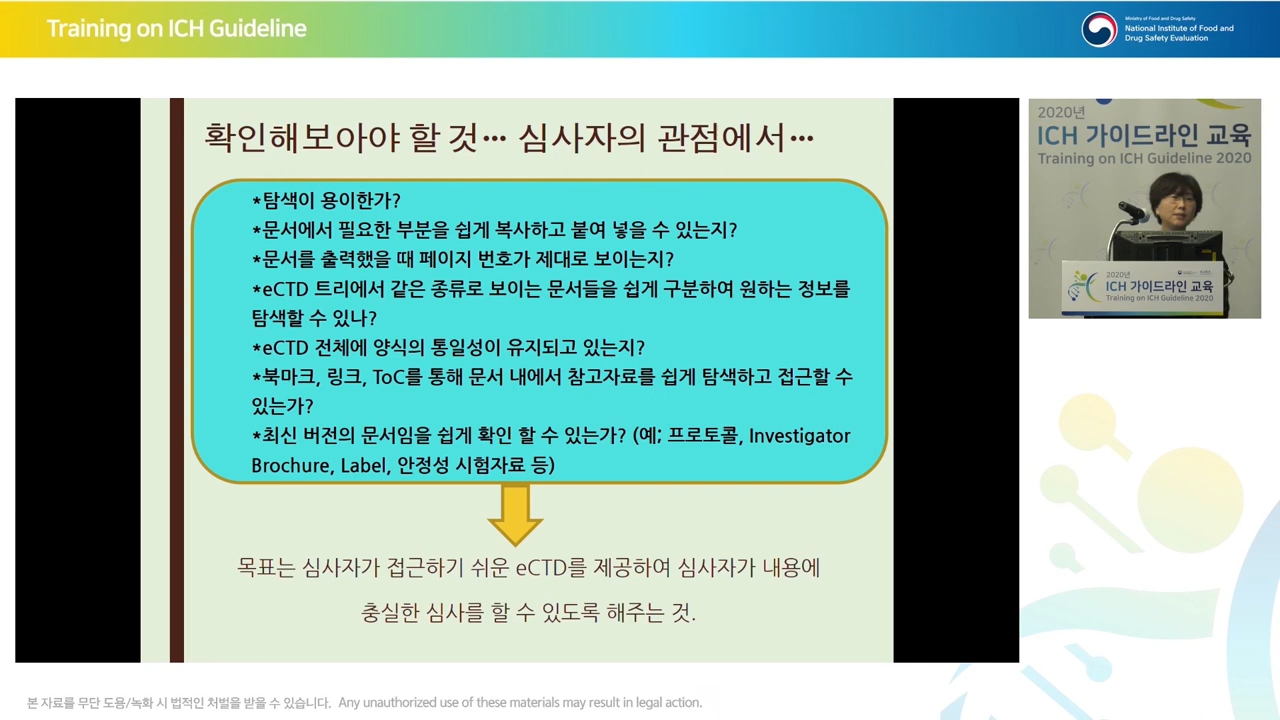 Training on ICH Guideline
Ministry of Food and Drug Safety
National Institute of Food and
Drug Safety Evaluation
확인해보아야 할 것… 심사자의 관점에서…
*탐색이 용이한가?
*문서에서 필요한 부분을 쉽게 복사하고 붙여 넣을 수 있는지?
*문서를 출력했을 때 페이지 번호가 제대로 보이는지?
*eCTD 트리에서 같은 종류로 보이는 문서들을 쉽게 구분하여 원하는 정보를
탐색할 수 있나?
*eCTD 전체에 양식의 통일성이 유지되고 있는지?
*북마크, 링크, ToC를 통해 문서 내에서 참고자료를 쉽게 탐색하고 접근할 수
있는가?
*최신 버전의 문서임을 쉽게 확인 할 수 있는가? (예; 프로토콜, Investigator
Brochure, Label, 안정성 시험자료 등)
목표는 심사자가 접근하기 쉬운 eCTD를 제공하여 심사자가 내용에
충실한 심사를 할 수 있도록 해주는 것.
2020년
ICH 가이드라인 교육
Training on ICH Guideline 2020
2020년
ICH 가이드라인 교육
Training on ICH Guideline 2020
본 자료를 무단 도용/녹화 시 법적인 처벌을 받을 수 있습니다. Any unauthorized use of these materials may result in legal action.